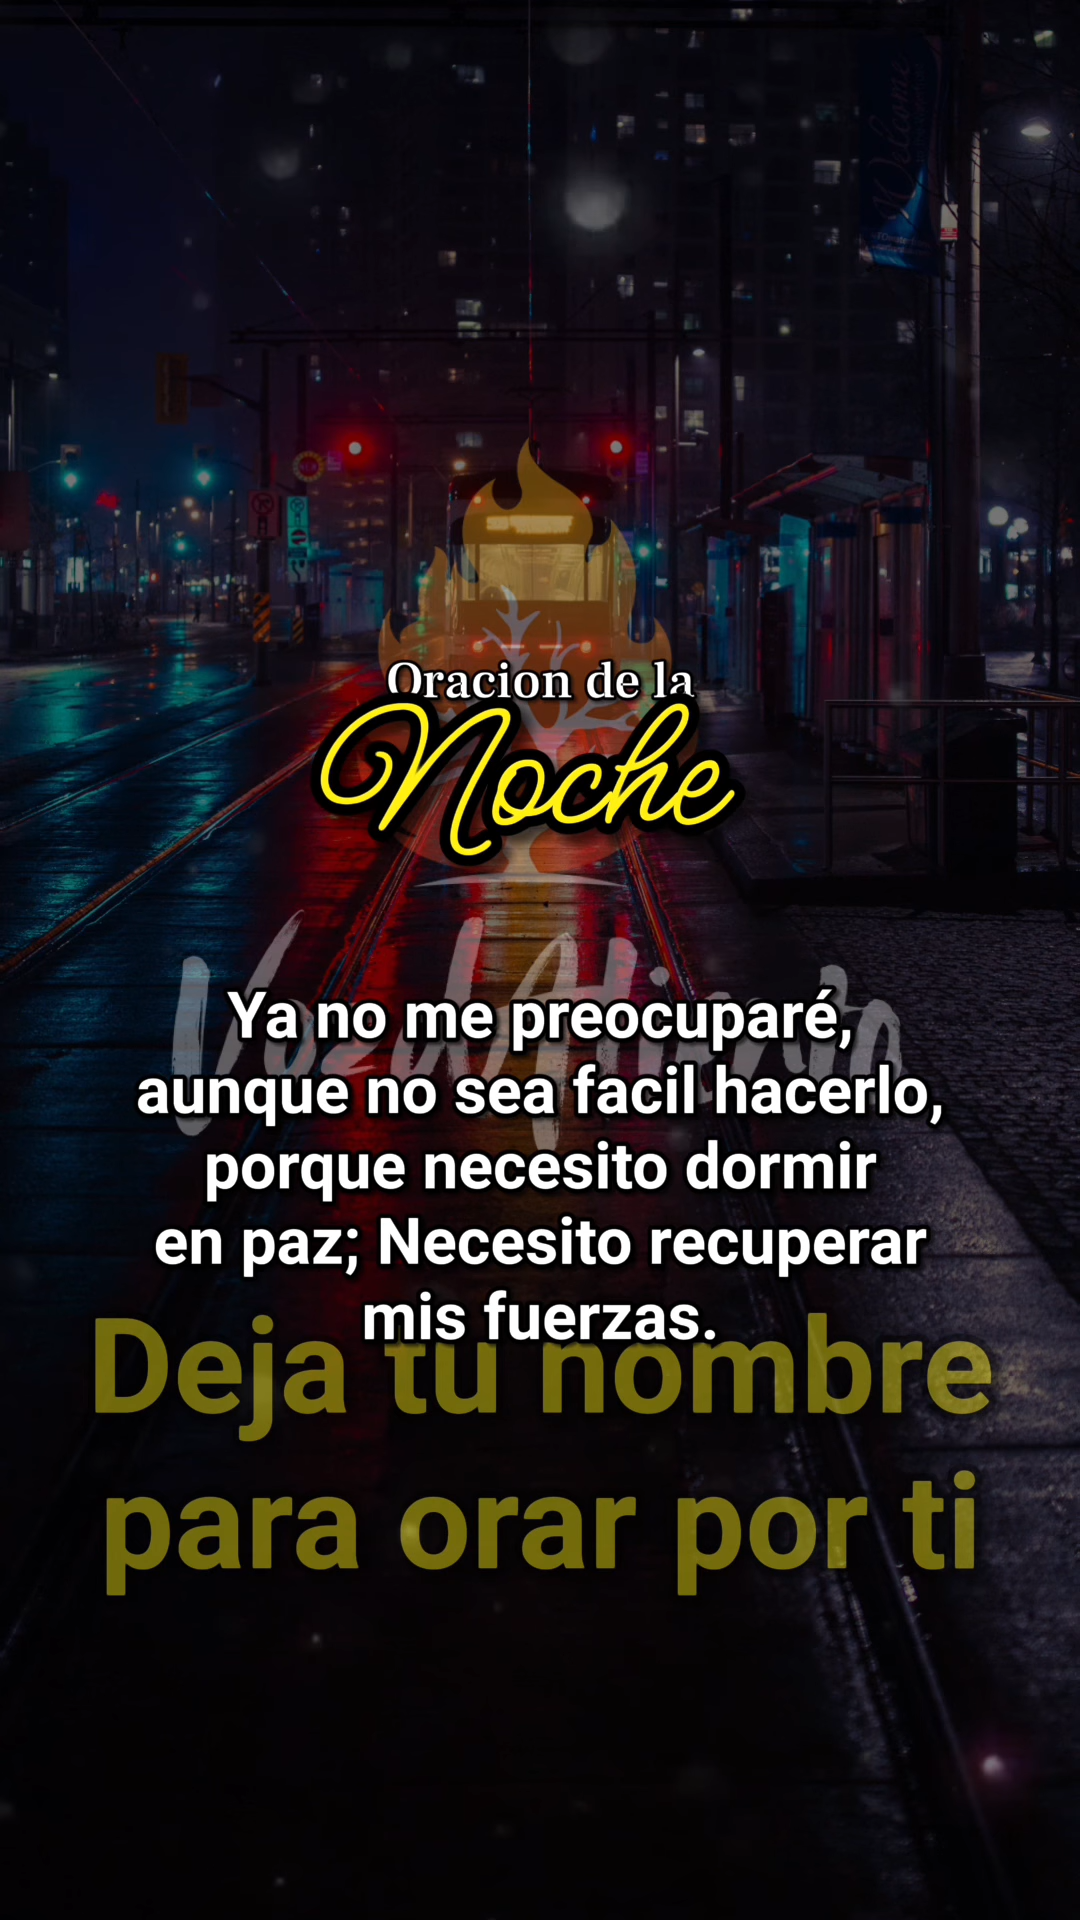 Welcome
Oracion de la
Noche
Ya no me preocuparé,
aunque no sea facil hacerlo,
porque necesito dormir
en paz; Necesito recuperar
mis fuerzas.
Deja tu nombre
para orar por ti